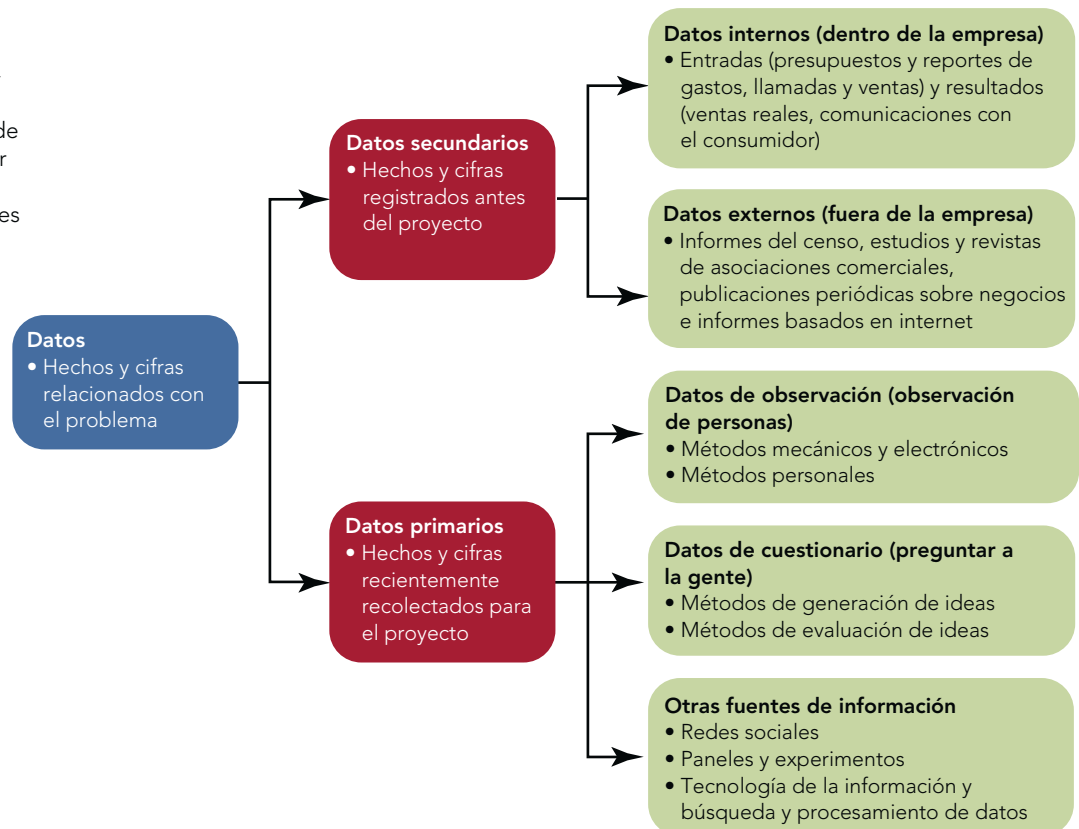 de
r
es
Datos
• Hechos y cifras
relacionados con
el problema
Datos secundarios
• Hechos y cifras
registrados antes
del proyecto
Datos primarios
• Hechos y cifras
recientemente
recolectados para
el proyecto
Datos internos (dentro de la empresa)
• Entradas (presupuestos y reportes de
gastos, llamadas y ventas) y resultados
(ventas reales, comunicaciones con
el consumidor)
Datos externos (fuera de la empresa)
• Informes del censo, estudios y revistas
de asociaciones comerciales,
publicaciones periódicas sobre negocios
e informes basados en internet
Datos de observación (observación
de personas)
• Métodos mecánicos y electrónicos
• Métodos personales
Datos de cuestionario (preguntar a
la gente)
• Métodos de generación de ideas
• Métodos de evaluación de ideas
Otras fuentes de información
• Redes sociales
• Paneles y experimentos
• Tecnología de la información y
búsqueda y procesamiento de datos